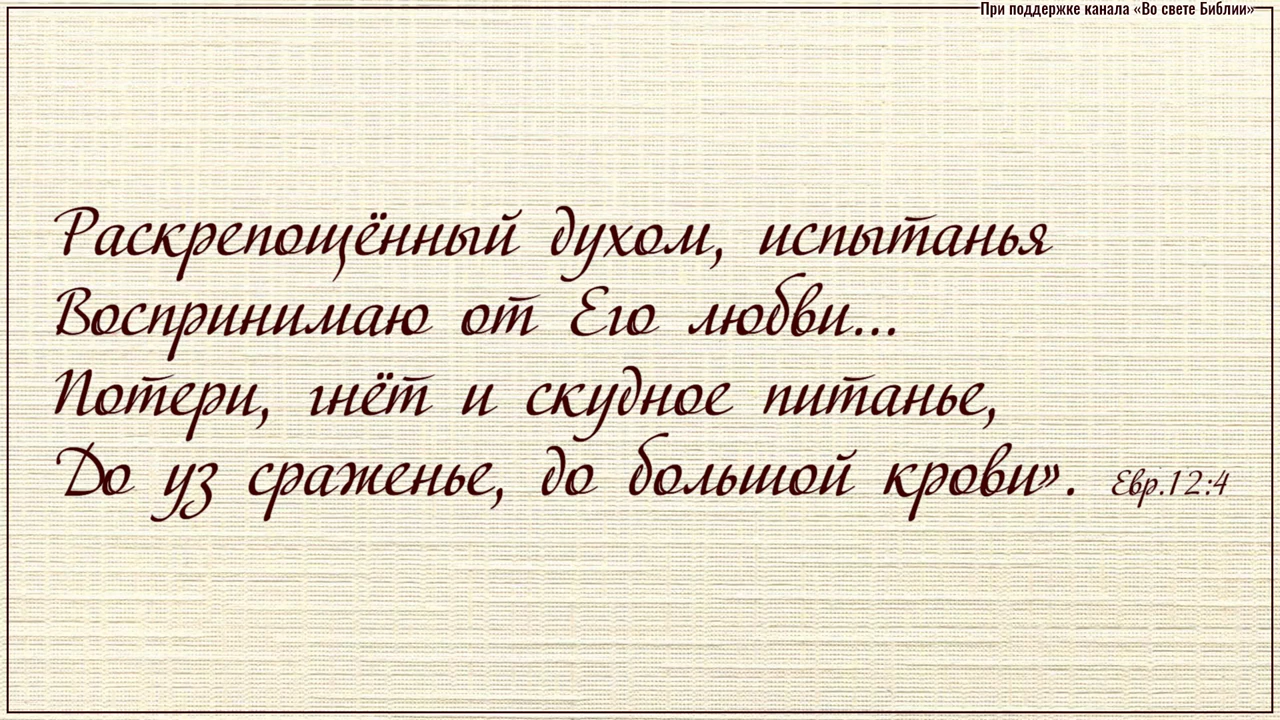 При поддержке канала «Во свете Библии»
Раскрепощённый духом, испытанья
Воспринимаю от Его любви...
Потери, гнёт и скудное питанье,
До уз сраженье, до большой крови». Евр.12:4